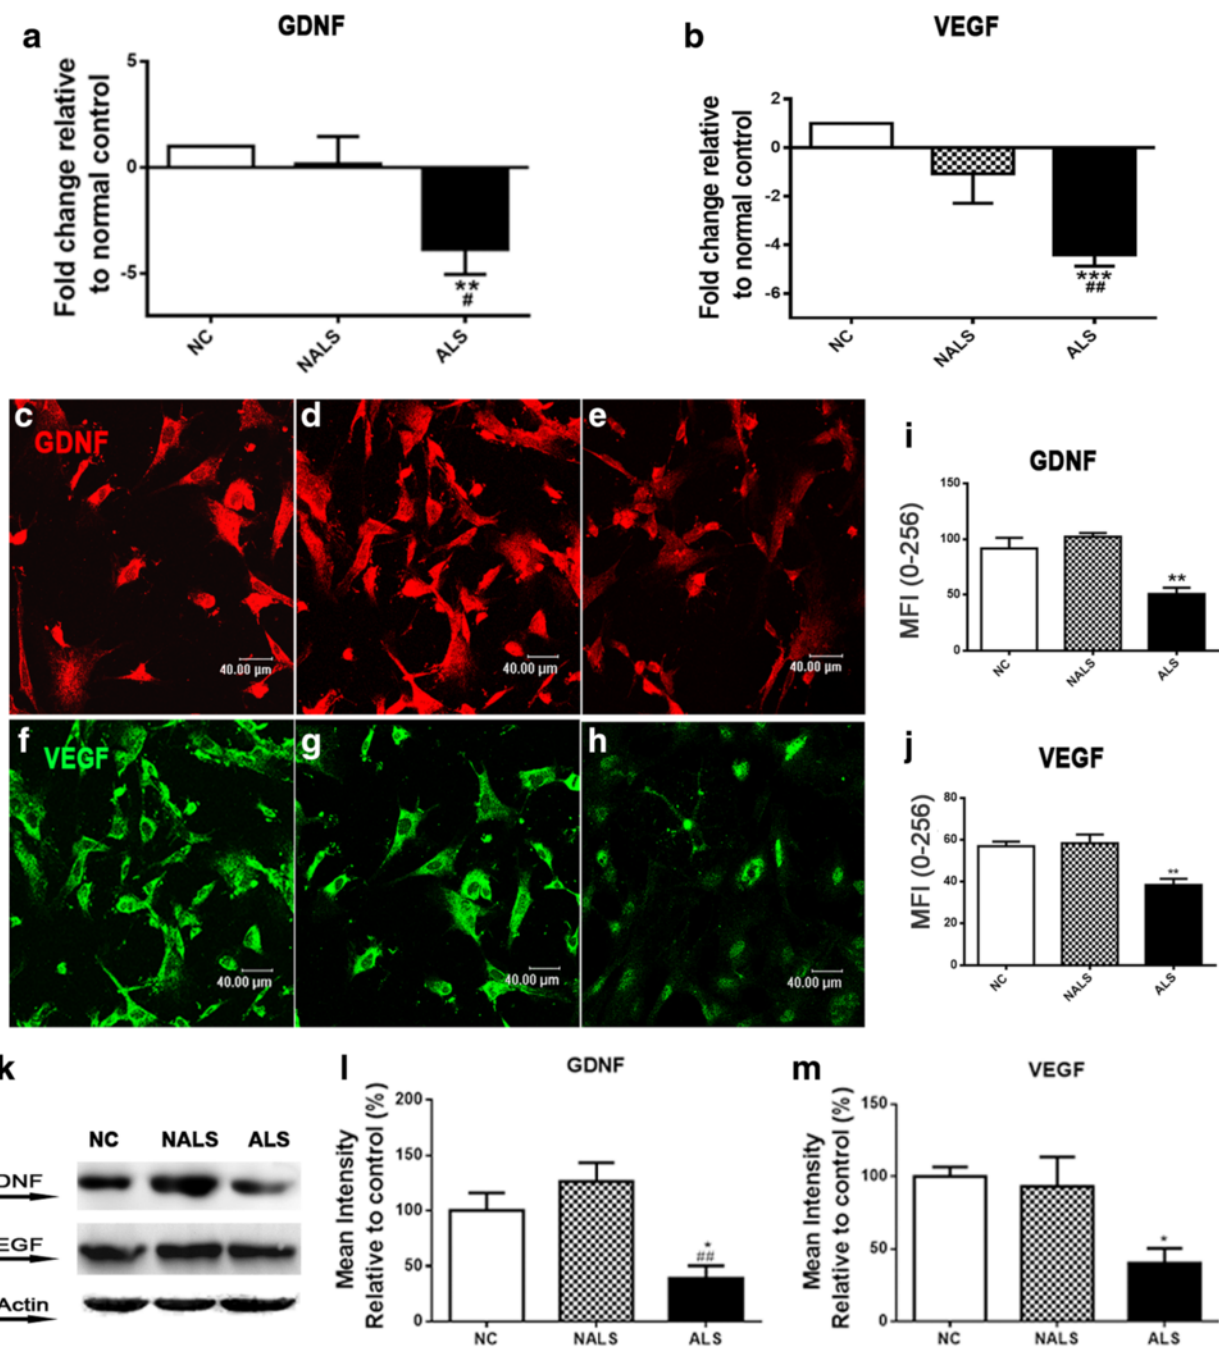 a
GDNF
Fold change relative
to normal control
5
0
-5
**
#
NC
NALS
ALS
b
VEGF
Fold change relative
to normal control
2
0
-2
-4
-6
***
##
NC
NALS
ALS
c
GDNF
40.00 µm
d
40.00 µm
e
40.00 µm
f
VEGF
40.00 µm
g
40.00 µm
h
40.00 µm
i
GDNF
MFI (0-256)
150
100
50
0
**
NC
NALS
ALS
j
VEGF
MFI (0-256)
80
60
40
20
0
**
NC
NALS
ALS
k
NC NALS ALS
DNF
EGF
Actin
l
GDNF
Mean Intensity
Relative to control (%)
200
150
100
50
0
*
##
NC
NALS
ALS
m
VEGF
Mean Intensity
Relative to control (%)
150
100
50
0
*
NC
NALS
ALS